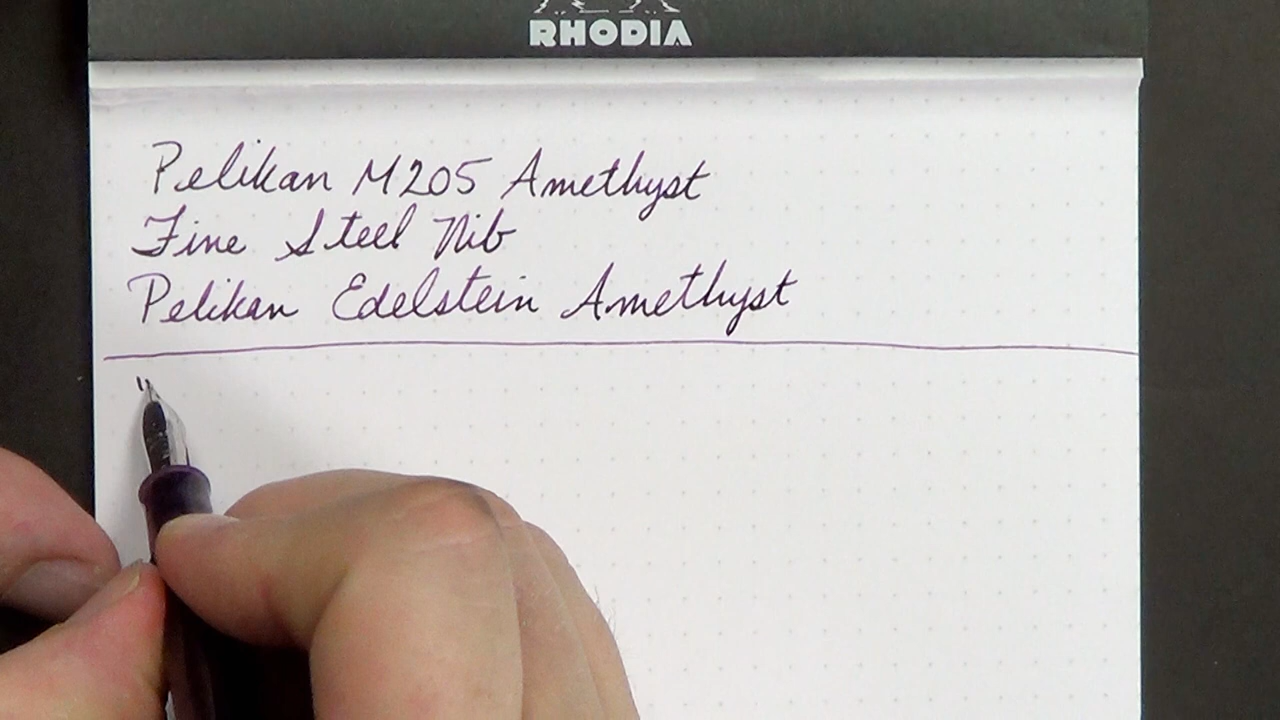 RHODIA
Pelikan M205 Amethyst
Fine Steel Nib
Pelikan Edelstein Amethyst
"